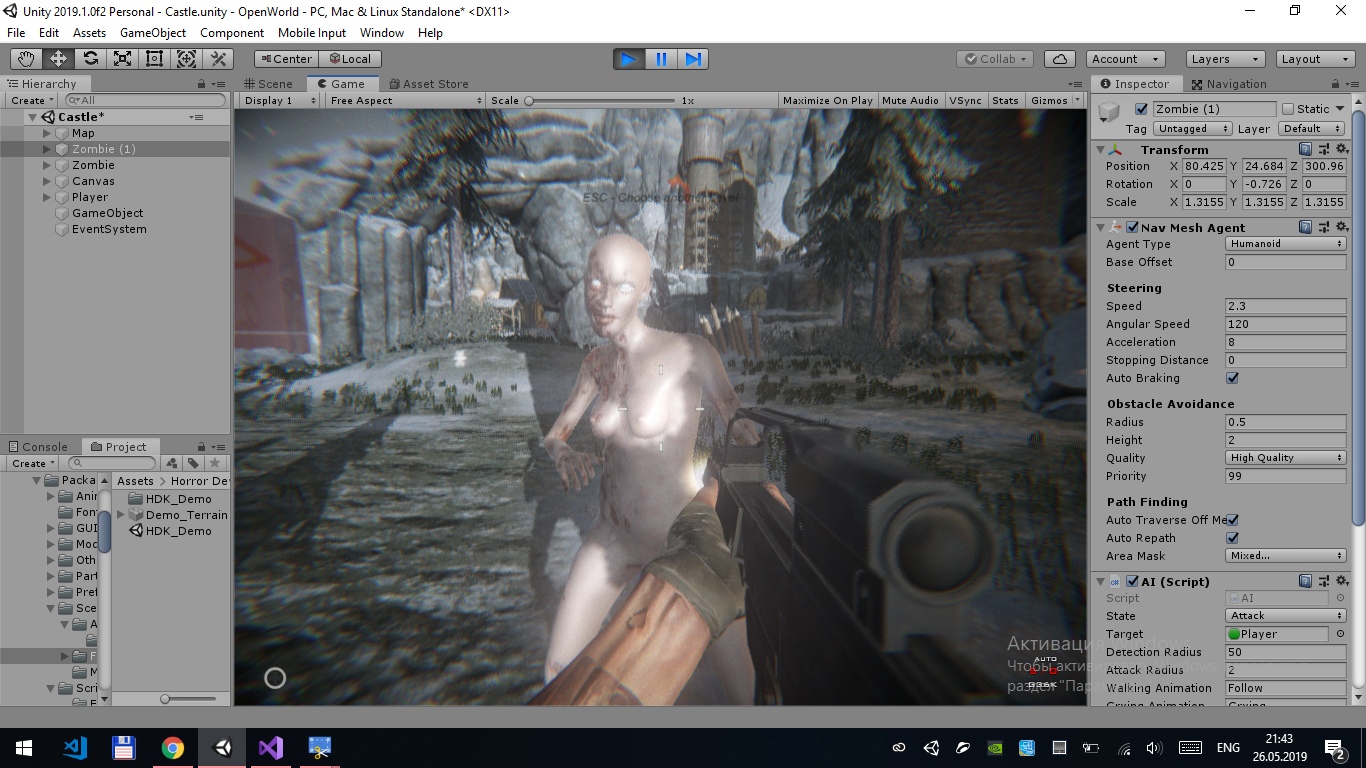 Unity 2019.1.0f2 Personal - Castle.unity - OpenWorld - PC, Mac & Linux Standalone* <DX11>
File Edit Assets GameObject Component Mobile Input Window Help
Center Local Collab Account Layers Layout
Hierarchy
Create All
Castle*
Map
Zombie (1)
Zombie
Canvas
Player
GameObject
EventSystem
Console Project
Create
Assets Horror De
Packa
Anir
Fon
GUI
Mod
Oth
Part
Pref
Sce
A
F
M
Scri
HDK_Demo
Demo_Terrain
HDK_Demo
Scene Game Asset Store
Display 1 Free Aspect Scale 1x Maximize On Play Mute Audio VSync Stats Gizmos
ESC - Choose another level
AUTO
Активация Windows
Чтобы активи
раздел "Пара
Inspector Navigation
Zombie (1) Static
Tag Untagged Layer Default
Transform
Position X 80.425 Y 24.684 Z 300.96
Rotation X 0 Y -0.726 Z 0
Scale X 1.3155 Y 1.3155 Z 1.3155
Nav Mesh Agent
Agent Type Humanoid
Base Offset 0
Steering
Speed 2.3
Angular Speed 120
Acceleration 8
Stopping Distance 0
Auto Braking
Obstacle Avoidance
Radius 0.5
Height 2
Quality High Quality
Priority 99
Path Finding
Auto Traverse Off Me
Auto Repath
Area Mask Mixed...
AI (Script)
Script AI
State Attack
Target Player
Detection Radius 50
Attack Radius 2
Walking Animation Follow
Crying Animation Crying
ENG 21:43
26.05.2019
2